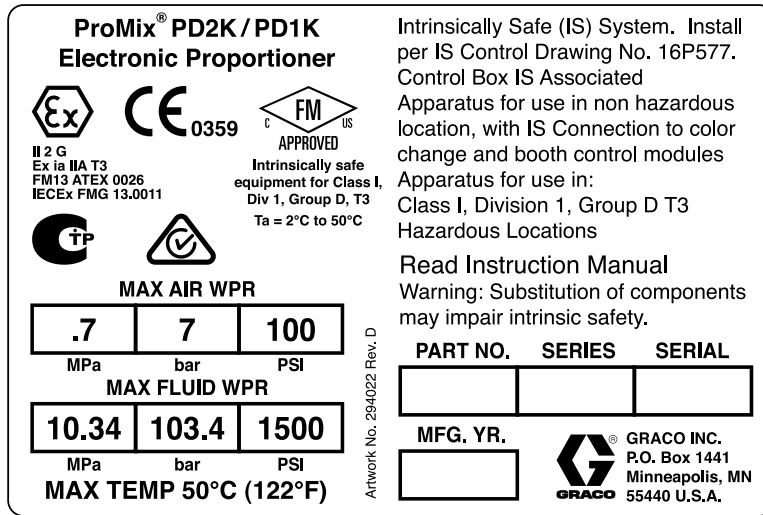 ProMix® PD2K / PD1K
Electronic Proportioner
Ex
CE 0359
FM
C US
APPROVED
II 2 G
Ex ia IIA T3
FM13 ATEX 0026
IECEx FMG 13.0011
Intrinsically safe
equipment for Class I,
Div 1, Group D, T3
Ta = 2°C to 50°C
CTP
MAX AIR WPR
.7 7 100
MPa bar PSI
MAX FLUID WPR
10.34 103.4 1500
MPa bar PSI
MAX TEMP 50°C (122°F)
Artwork No. 294022 Rev. D
Intrinsically Safe (IS) System. Install
per IS Control Drawing No. 16P577.
Control Box IS Associated
Apparatus for use in non hazardous
location, with IS Connection to color
change and booth control modules
Apparatus for use in:
Class I, Division 1, Group D T3
Hazardous Locations
Read Instruction Manual
Warning: Substitution of components
may impair intrinsic safety.
PART NO. SERIES SERIAL
MFG. YR.
GRACO ®
GRACO INC.
P.O. Box 1441
Minneapolis, MN
55440 U.S.A.